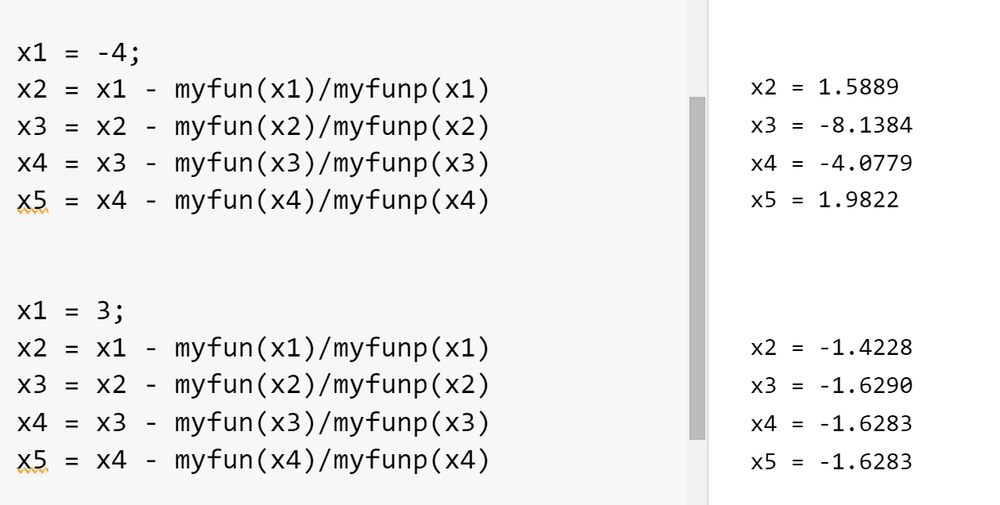 x1 = -4;
x2 = x1 - myfun(x1)/myfunp(x1)
x3 = x2 - myfun(x2)/myfunp(x2)
x4 = x3 - myfun(x3)/myfunp(x3)
x5 = x4 - myfun(x4)/myfunp(x4)
x1 = 3;
x2 = x1 - myfun(x1)/myfunp(x1)
x3 = x2 - myfun(x2)/myfunp(x2)
x4 = x3 - myfun(x3)/myfunp(x3)
x5 = x4 - myfun(x4)/myfunp(x4)
x2 = 1.5889
x3 = -8.1384
x4 = -4.0779
x5 = 1.9822
x2 = -1.4228
x3 = -1.6290
x4 = -1.6283
x5 = -1.6283